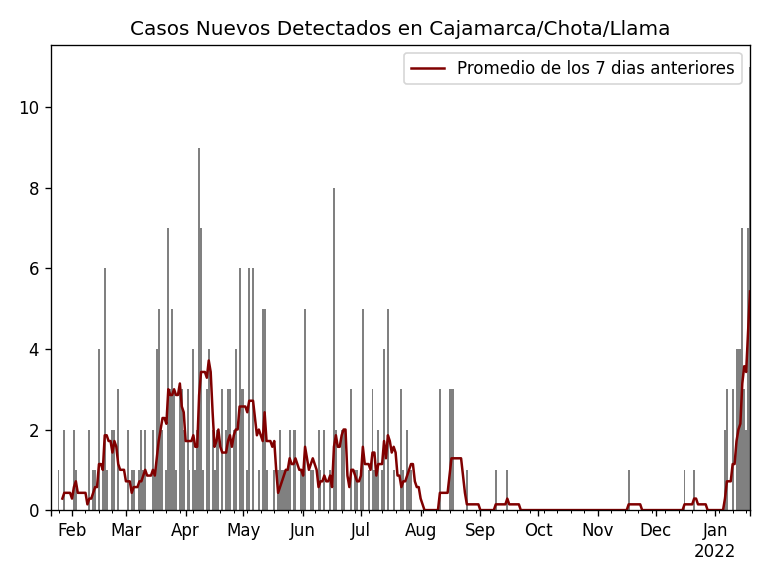 Casos Nuevos Detectados en Cajamarca/Chota/Llama
Promedio de los 7 dias anteriores
10
8
6
4
2
0
Feb Mar Apr May Jun Jul Aug Sep Oct Nov Dec Jan
2022